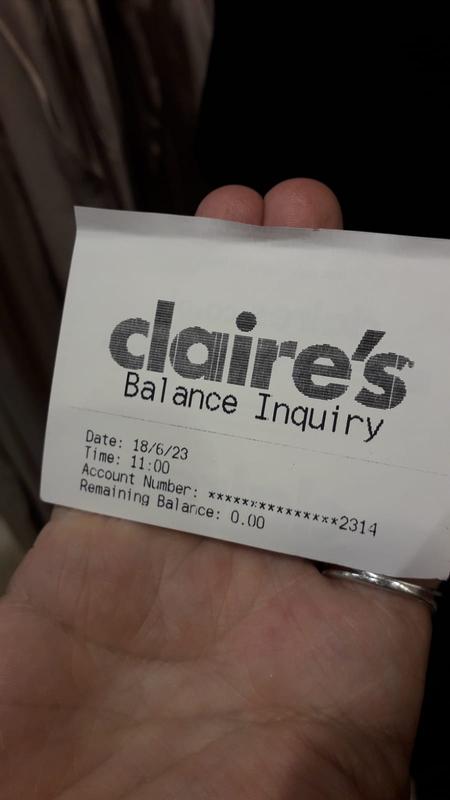 claire's
Balance Inquiry
Date: 18/6/23
Time: 11:00
Account Number: ***************2314
Remaining Balance: 0.00